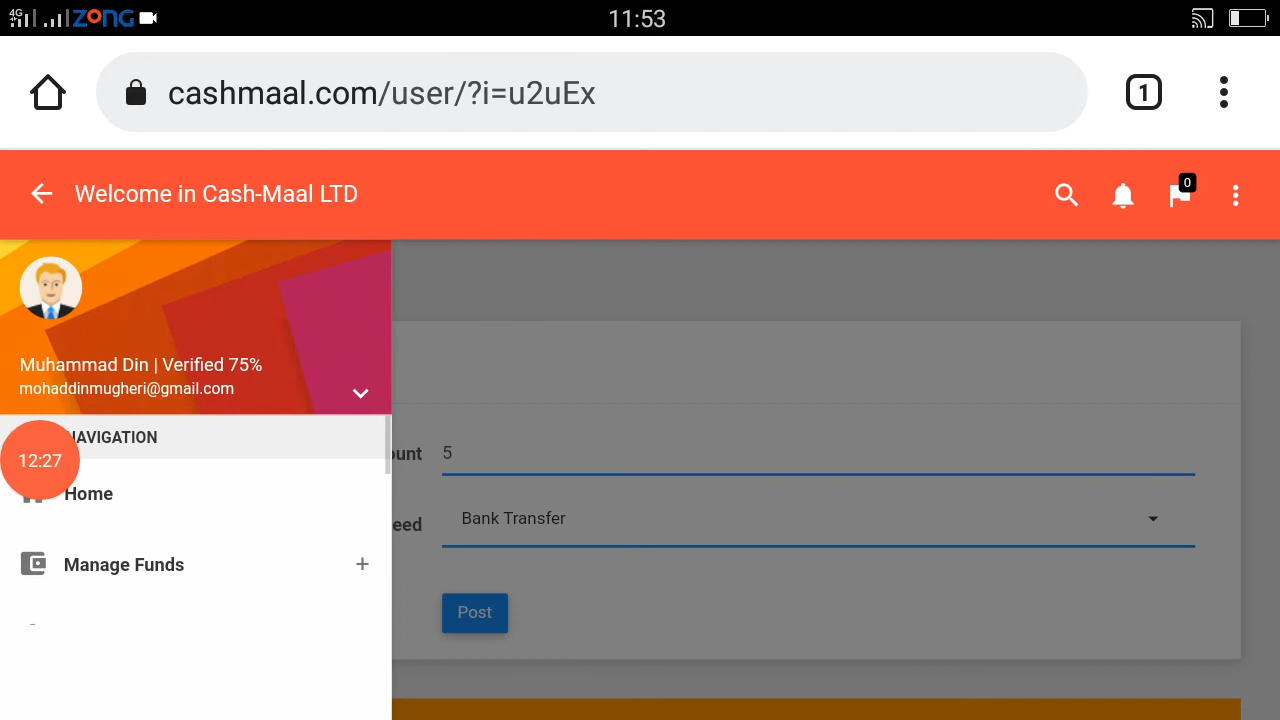 4G ZONG 11:53
cashmaal.com/user/?i=u2uEx 1
Welcome in Cash-Maal LTD 0
Muhammad Din | Verified 75%
mohaddinmugheri@gmail.com
NAVIGATION
12:27
Home
Manage Funds +
ount 5
eed Bank Transfer
Post